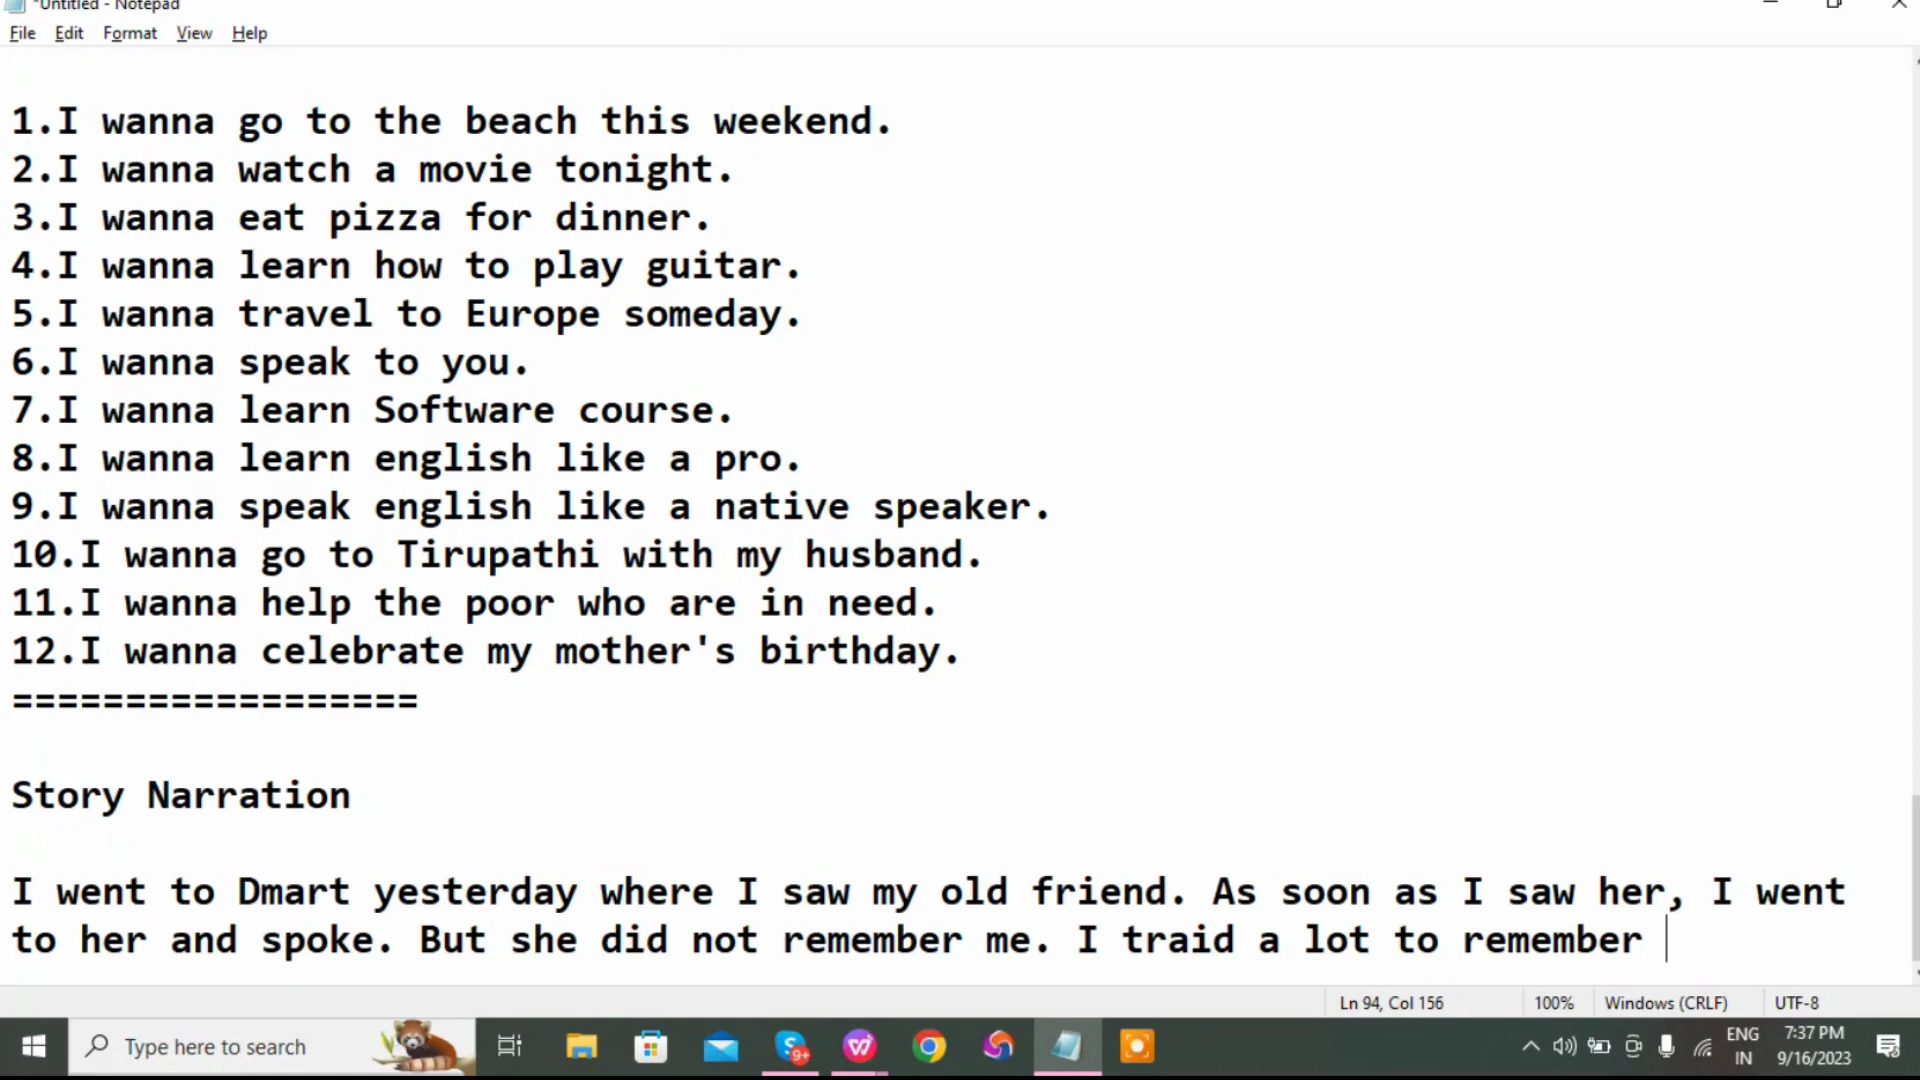 *Untitled - Notepad
File Edit Format View Help
1.I wanna go to the beach this weekend.
2.I wanna watch a movie tonight.
3.I wanna eat pizza for dinner.
4.I wanna learn how to play guitar.
5.I wanna travel to Europe someday.
6.I wanna speak to you.
7.I wanna learn Software course.
8.I wanna learn english like a pro.
9.I wanna speak english like a native speaker.
10.I wanna go to Tirupathi with my husband.
11.I wanna help the poor who are in need.
12.I wanna celebrate my mother's birthday.
==================
Story Narration
I went to Dmart yesterday where I saw my old friend. As soon as I saw her, I went
to her and spoke. But she did not remember me. I traid a lot to remember
Ln 94, Col 156 100% Windows (CRLF) UTF-8
Type here to search
9+
ENG
IN
7:37 PM
9/16/2023